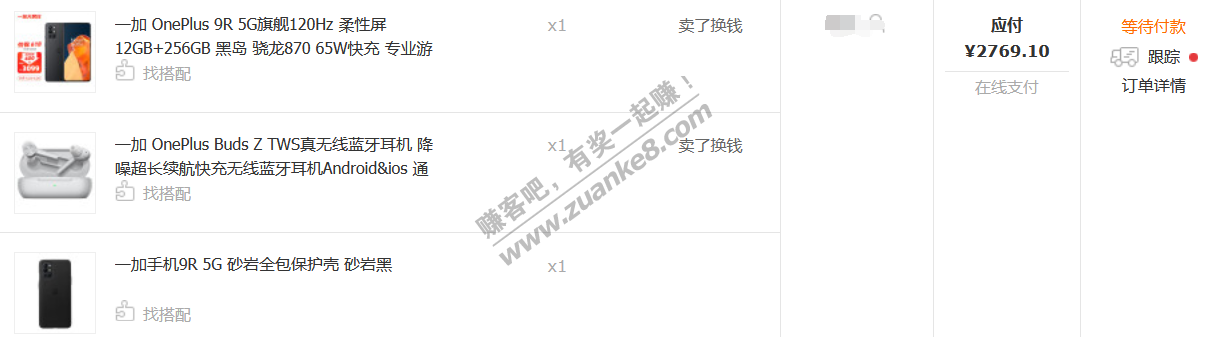 一加 OnePlus 9R 5G旗舰120Hz 柔性屏
12GB+256GB 黑岛 骁龙870 65W快充 专业游
找搭配
x1
卖了换钱
应付
¥2769.10
在线支付
等待付款
跟踪
订单详情
一加 OnePlus Buds Z TWS真无线蓝牙耳机 降
噪超长续航快充无线蓝牙耳机Android&ios 通
找搭配
x1
卖了换钱
一加手机9R 5G 砂岩全包保护壳 砂岩黑
找搭配
x1
赚客吧，有奖一起赚！
www.zuanke8.com